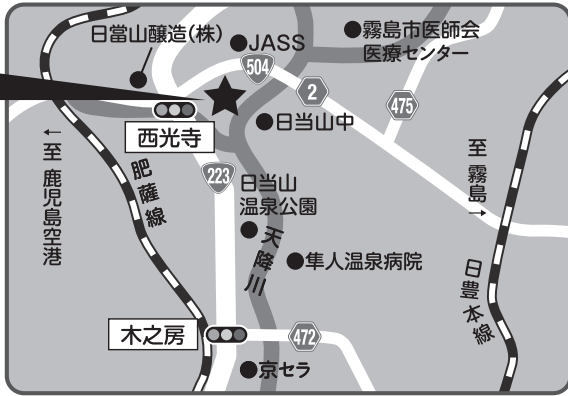 日當山醸造(株)
JASS
霧島市医師会
医療センター
504
2
475
日当山中
西光寺
←至 鹿児島空港
肥薩線
223
日当山
温泉公園
至 霧島→
天降川
隼人温泉病院
日豊本線
木之房
472
京セラ